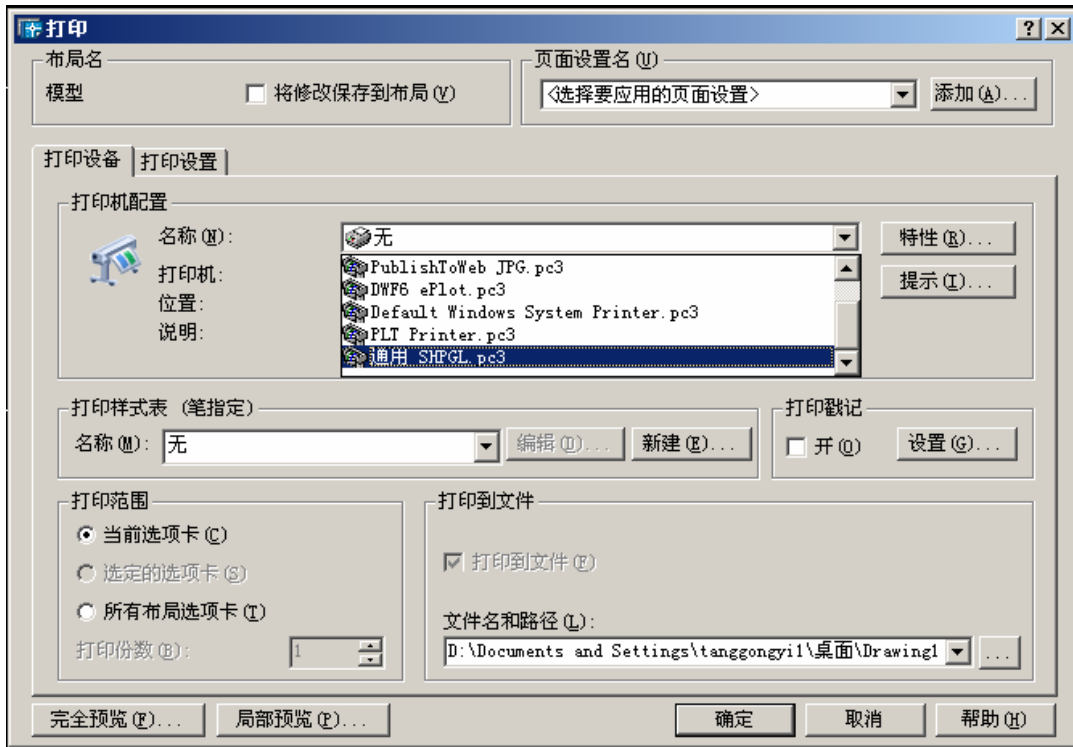 打印
布局名
模型
将修改保存到布局(V)
页面设置名(U)
<选择要应用的页面设置>
添加(A)...
打印设备
打印设置
打印机配置
名称(N):
无
特性(R)...
打印机:
PublishToWeb JPG.pc3
提示(I)...
DWF6 ePlot.pc3
位置:
Default Windows System Printer.pc3
说明:
PLT Printer.pc3
通用 SHPGL.pc3
打印样式表 (笔指定)
名称(M):
无
编辑(D)...
新建(E)...
打印戳记
开(O)
设置(G)...
打印范围
当前选项卡(C)
选定的选项卡(S)
所有布局选项卡(T)
打印份数(B):
1
打印到文件
打印到文件(F)
文件名和路径(L):
D:\Documents and Settings\tanggongyi1\桌面\Drawing1
...
完全预览(F)...
局部预览(P)...
确定
取消
帮助(H)